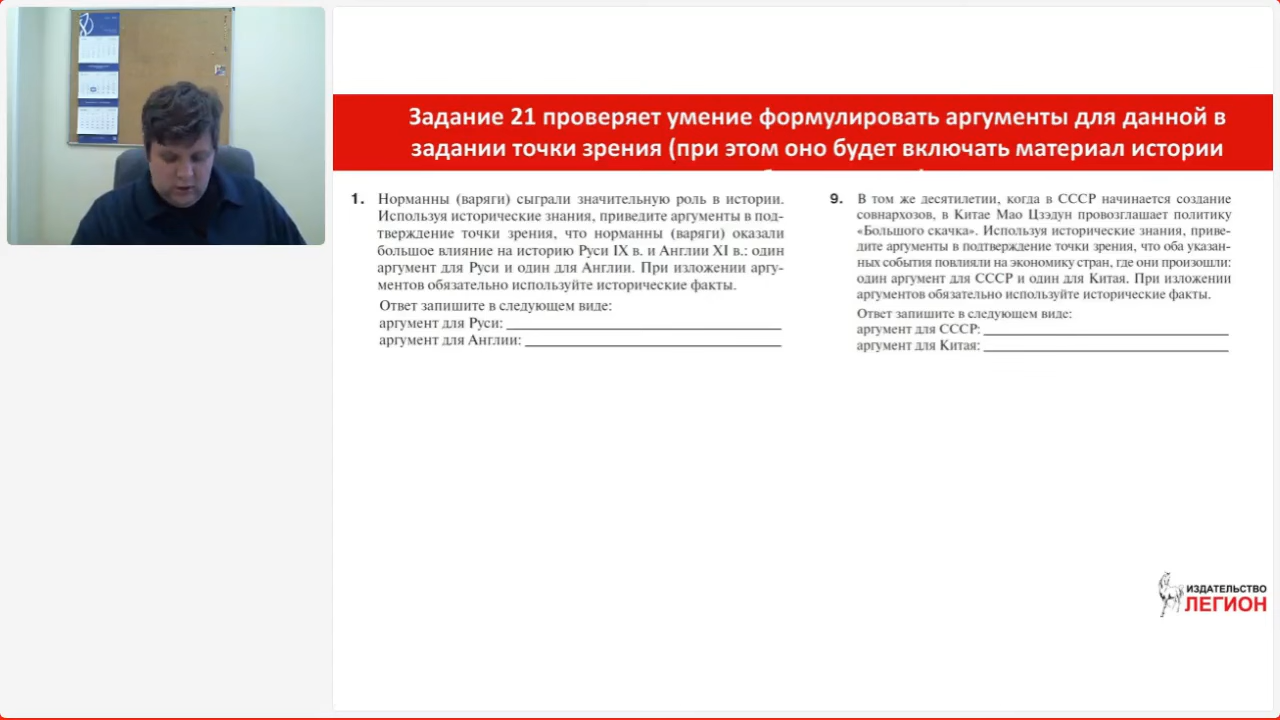 Задание 21 проверяет умение формулировать аргументы для данной в
задании точки зрения (при этом оно будет включать материал истории
1. Норманны (варяги) сыграли значительную роль в истории.
Используя исторические знания, приведите аргументы в под-
тверждение точки зрения, что норманны (варяги) оказали
большое влияние на историю Руси IX в. и Англии XI в.: один
аргумент для Руси и один для Англии. При изложении аргу-
ментов обязательно используйте исторические факты.
Ответ запишите в следующем виде:
аргумент для Руси:
аргумент для Англии:
9. В том же десятилетии, когда в СССР начинается создание
совнархозов, в Китае Мао Цзэдун провозглашает политику
«Большого скачка». Используя исторические знания, приве-
дите аргументы в подтверждение точки зрения, что оба указан-
ных события повлияли на экономику стран, где они произошли:
один аргумент для СССР и один для Китая. При изложении
аргументов обязательно используйте исторические факты.
Ответ запишите в следующем виде:
аргумент для СССР:
аргумент для Китая:
ИЗДАТЕЛЬСТВО
ЛЕГИОН